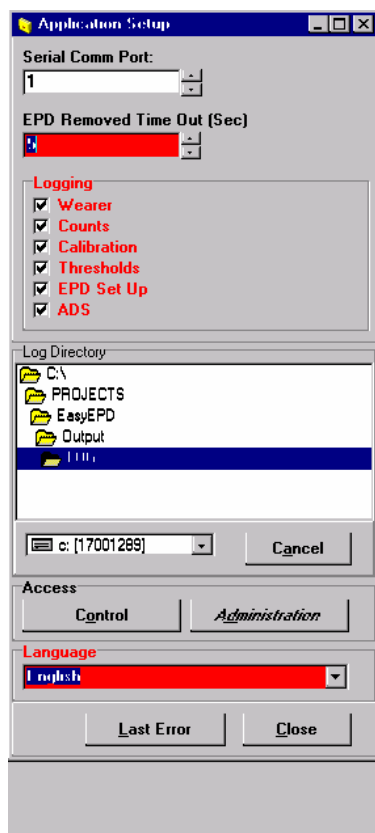 Application Setup
Serial Comm Port:
1
EPD Removed Time Out (Sec)
5
Logging
Wearer
Counts
Calibration
Thresholds
EPD Set Up
ADS
Log Directory
C:\
PROJECTS
EasyEPD
Output
c: [17001289]
Cancel
Access
Control
Administration
Language
English
Last Error
Close